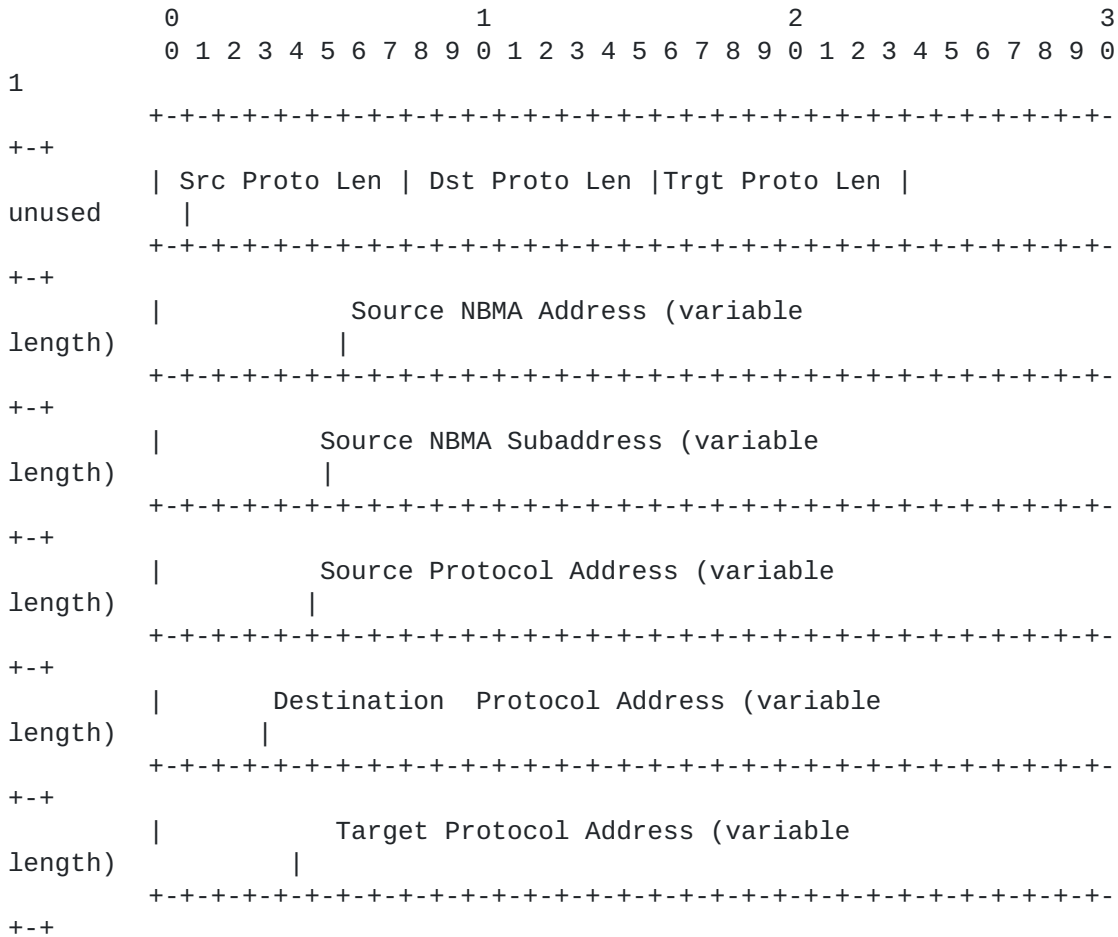 0                   1                   2                   3
0 1 2 3 4 5 6 7 8 9 0 1 2 3 4 5 6 7 8 9 0 1 2 3 4 5 6 7 8 9 0
1
+-+-+-+-+-+-+-+-+-+-+-+-+-+-+-+-+-+-+-+-+-+-+-+-+-+-+-+-+-+-+-
+-+
| Src Proto Len | Dst Proto Len |Trgt Proto Len |
unused     |
+-+-+-+-+-+-+-+-+-+-+-+-+-+-+-+-+-+-+-+-+-+-+-+-+-+-+-+-+-+-+-
+-+
|            Source NBMA Address (variable
length)               |
+-+-+-+-+-+-+-+-+-+-+-+-+-+-+-+-+-+-+-+-+-+-+-+-+-+-+-+-+-+-+-
+-+
|          Source NBMA Subaddress (variable
length)              |
+-+-+-+-+-+-+-+-+-+-+-+-+-+-+-+-+-+-+-+-+-+-+-+-+-+-+-+-+-+-+-
+-+
|          Source Protocol Address (variable
length)             |
+-+-+-+-+-+-+-+-+-+-+-+-+-+-+-+-+-+-+-+-+-+-+-+-+-+-+-+-+-+-+-
+-+
|       Destination  Protocol Address (variable
length)          |
+-+-+-+-+-+-+-+-+-+-+-+-+-+-+-+-+-+-+-+-+-+-+-+-+-+-+-+-+-+-+-
+-+
|           Target Protocol Address (variable
length)            |
+-+-+-+-+-+-+-+-+-+-+-+-+-+-+-+-+-+-+-+-+-+-+-+-+-+-+-+-+-+-+-
+-+